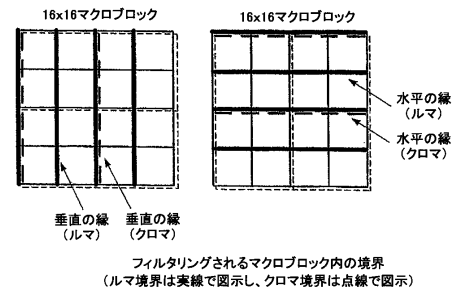 16x16マクロブロック
16x16マクロブロック
水平の縁
(ルマ)
水平の縁
(クロマ)
垂直の縁
(ルマ)
垂直の縁
(クロマ)
フィルタリングされるマクロブロック内の境界
(ルマ境界は実線で図示し、クロマ境界は点線で図示)